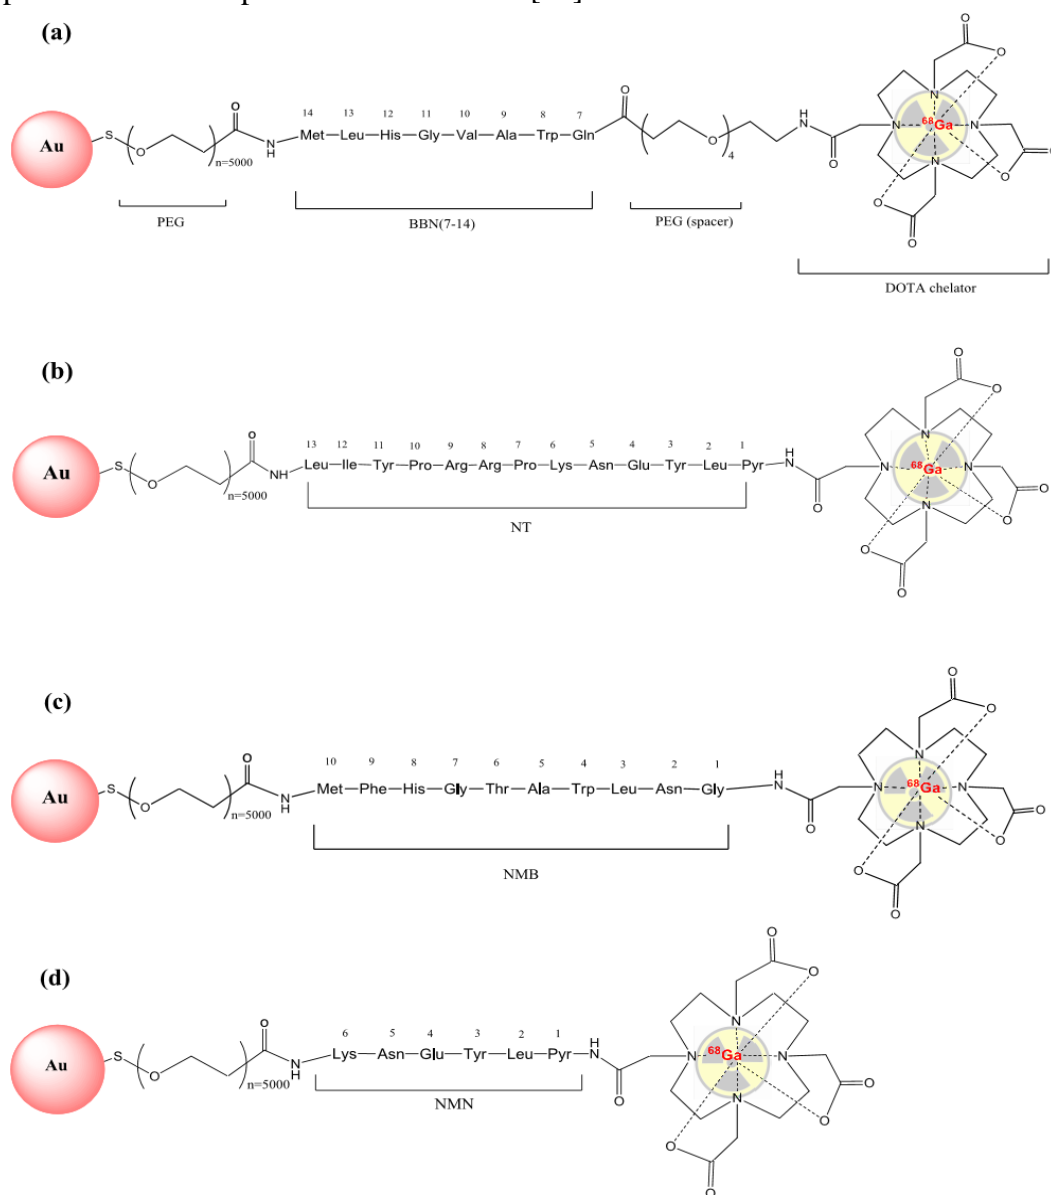 (a)
O
O
O
14 13 12 11 10 9 8 7
O
O
N
Au
S
O
n=5000
N
H
Met—Leu—His—Gly—Val—Ala—Trp—Gln
O
4
H
N
O
N
68Ga
N
N
O
O
O
O
O
PEG
BBN(7-14)
PEG (spacer)
DOTA chelator
(b)
O
O
O
13 12 11 10 9 8 7 6 5 4 3 2 1
N
Au
S
O
n=5000
NH
Leu—Ile—Tyr—Pro—Arg—Arg—Pro—Lys—Asn—Glu—Tyr—Leu—Pyr
H
N
O
N
68Ga
N
N
O
O
O
O
NT
(c)
O
O
O
10 9 8 7 6 5 4 3 2 1
N
Au
S
O
n=5000
N
H
Met—Phe—His—Gly—Thr—Ala—Trp—Leu—Asn—Gly
H
N
O
N
68Ga
N
N
O
O
O
O
NMB
(d)
O
O
O
6 5 4 3 2 1
N
Au
S
O
n=5000
N
H
Lys—Asn—Glu—Tyr—Leu—Pyr
H
N
O
N
68Ga
N
N
O
O
O
O
NMN